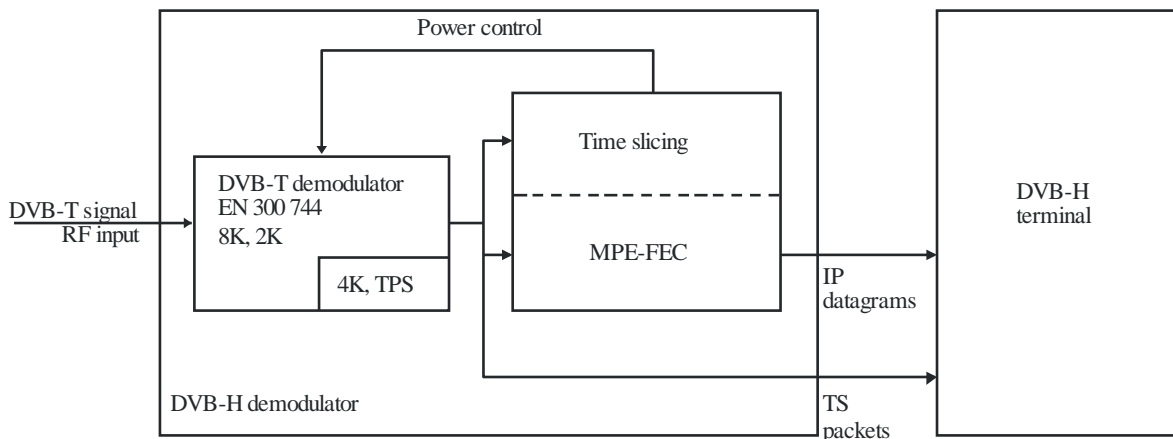 Power control
Time slicing
DVB-T demodulator
EN 300 744
8K, 2K
4K, TPS
MPE-FEC
DVB-T signal
RF input
DVB-H
terminal
IP
datagrams
DVB-H demodulator
TS
packets